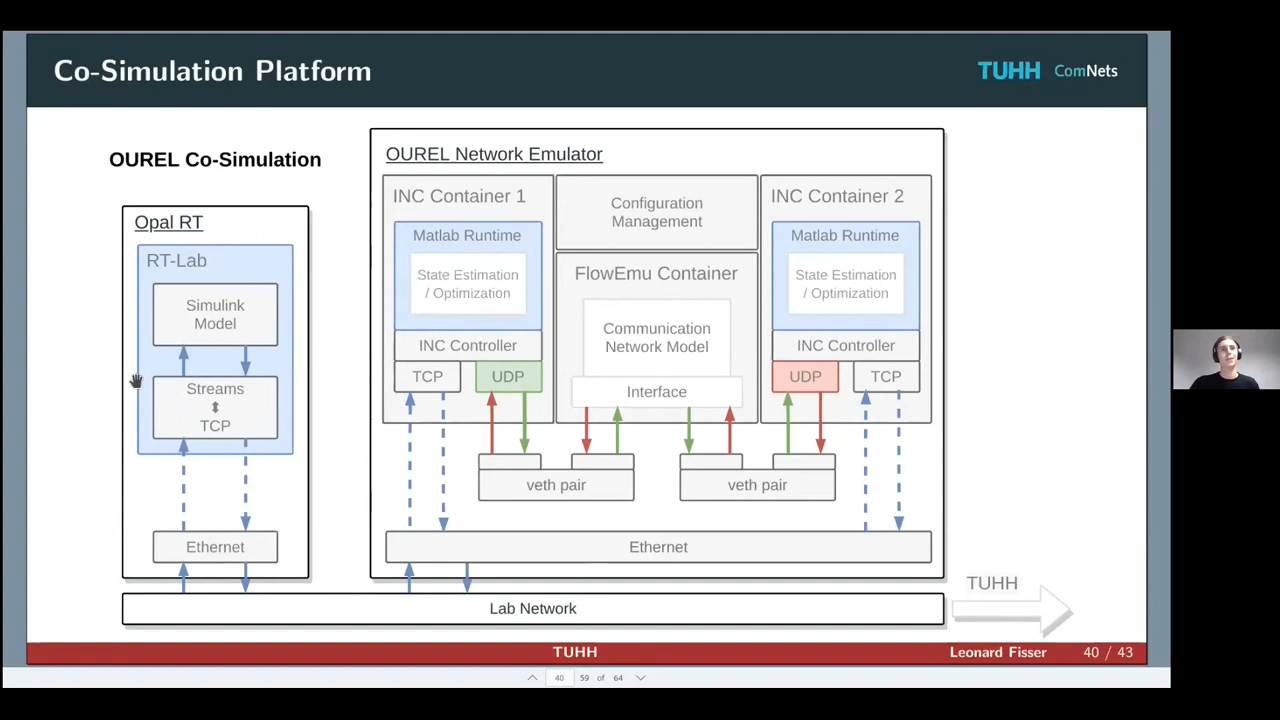 Co-Simulation Platform
TUHH ComNets
OUREL Co-Simulation
Opal RT
RT-Lab
Simulink
Model
Streams
TCP
Ethernet
OUREL Network Emulator
INC Container 1
Matlab Runtime
State Estimation
/ Optimization
INC Controller
TCP
UDP
Configuration
Management
FlowEmu Container
Communication
Network Model
Interface
INC Container 2
Matlab Runtime
State Estimation
/ Optimization
INC Controller
UDP
TCP
veth pair
veth pair
Ethernet
Lab Network
TUHH
TUHH
Leonard Fisser
40 / 43
40 59 of 64